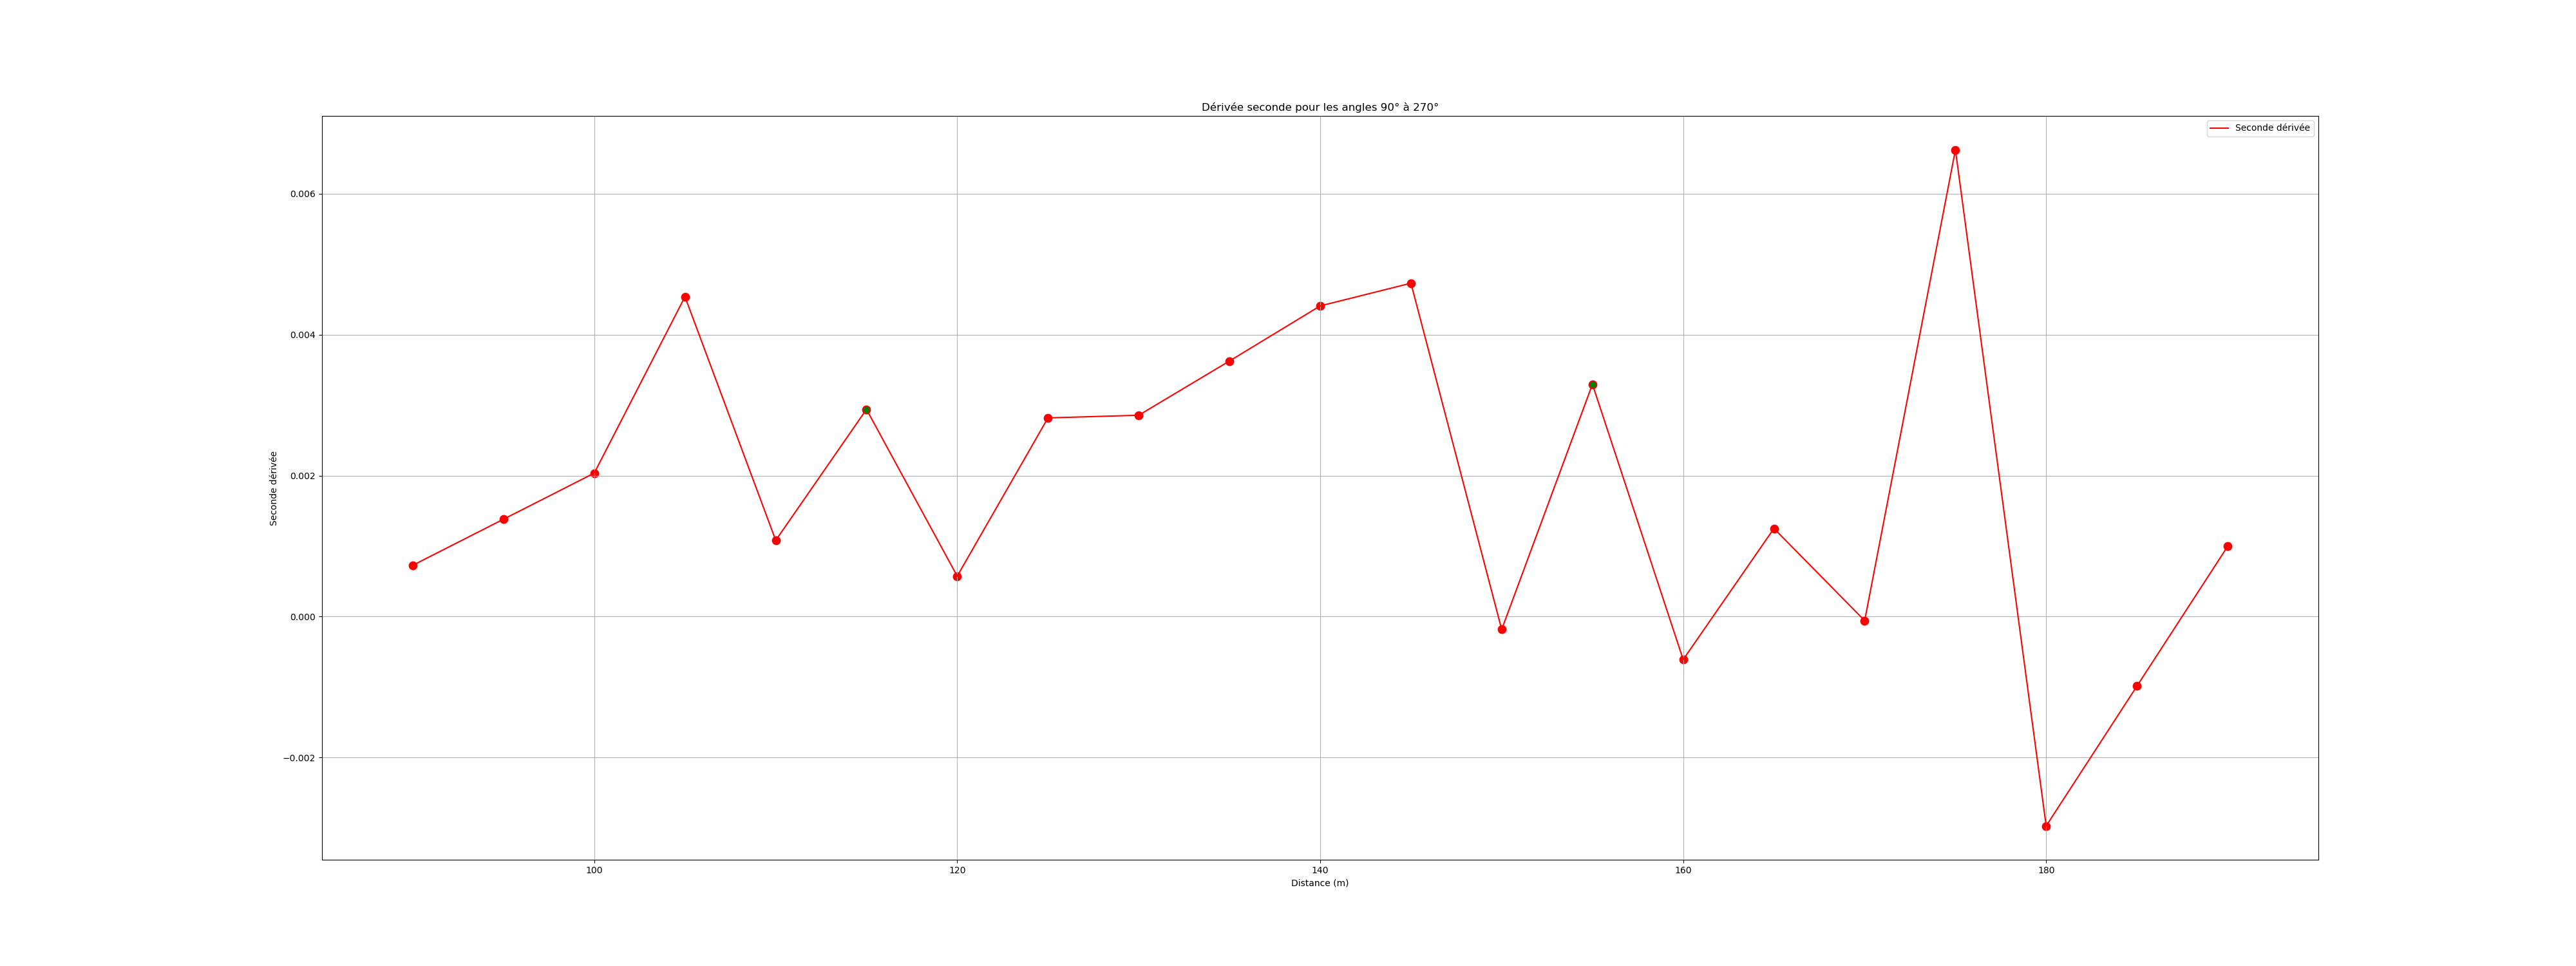 Dérivée seconde pour les angles 90° à 270°
Seconde dérivée
0.006
0.004
0.002
0.000
−0.002
Seconde dérivée
100
120
140
160
180
Distance (m)